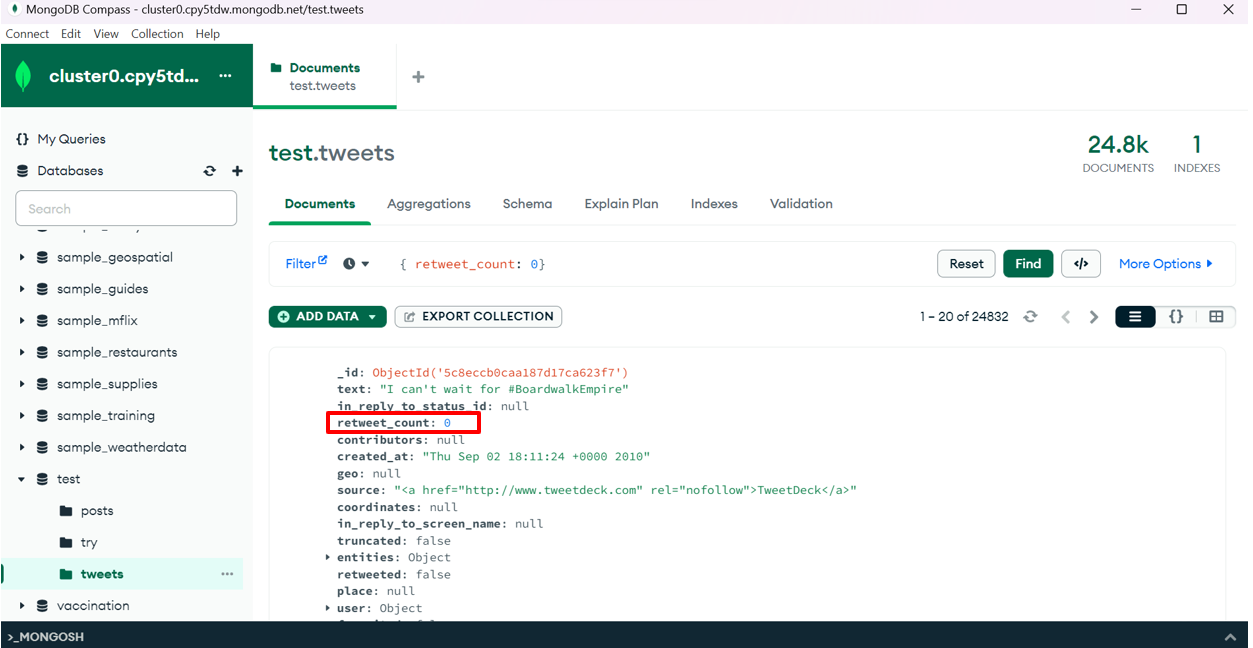 MongoDB Compass - cluster0.cpy5tdw.mongodb.net/test.tweets
Connect Edit View Collection Help
cluster0.cpy5td... ...
Documents
test.tweets
+
{} My Queries
Databases
Search
sample_geospatial
sample_guides
sample_mflix
sample_restaurants
sample_supplies
sample_training
sample_weatherdata
test
posts
try
tweets ...
vaccination
test.tweets
24.8k
DOCUMENTS
1
INDEXES
Documents Aggregations Schema Explain Plan Indexes Validation
Filter { retweet_count: 0} Reset Find </> More Options
ADD DATA EXPORT COLLECTION 1 – 20 of 24832 {}
_id: ObjectId('5c8eccb0caa187d17ca623f7')
text: "I can't wait for #BoardwalkEmpire"
in_reply_to_status_id: null
retweet_count: 0
contributors: null
created_at: "Thu Sep 02 18:11:24 +0000 2010"
geo: null
source: "<a href="http://www.tweetdeck.com" rel="nofollow">TweetDeck</a>"
coordinates: null
in_reply_to_screen_name: null
truncated: false
entities: Object
retweeted: false
place: null
user: Object
>_MONGOSH